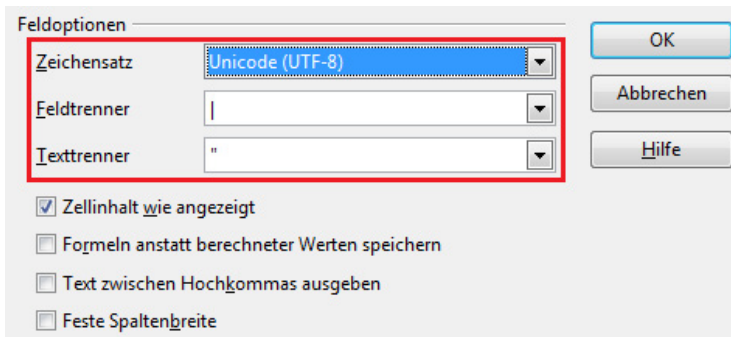 Feldoptionen
OK
Zeichensatz Unicode (UTF-8)
Abbrechen
Feldtrenner |
Hilfe
Texttrenner "
Zellinhalt wie angezeigt
Formeln anstatt berechneter Werten speichern
Text zwischen Hochkommas ausgeben
Feste Spaltenbreite